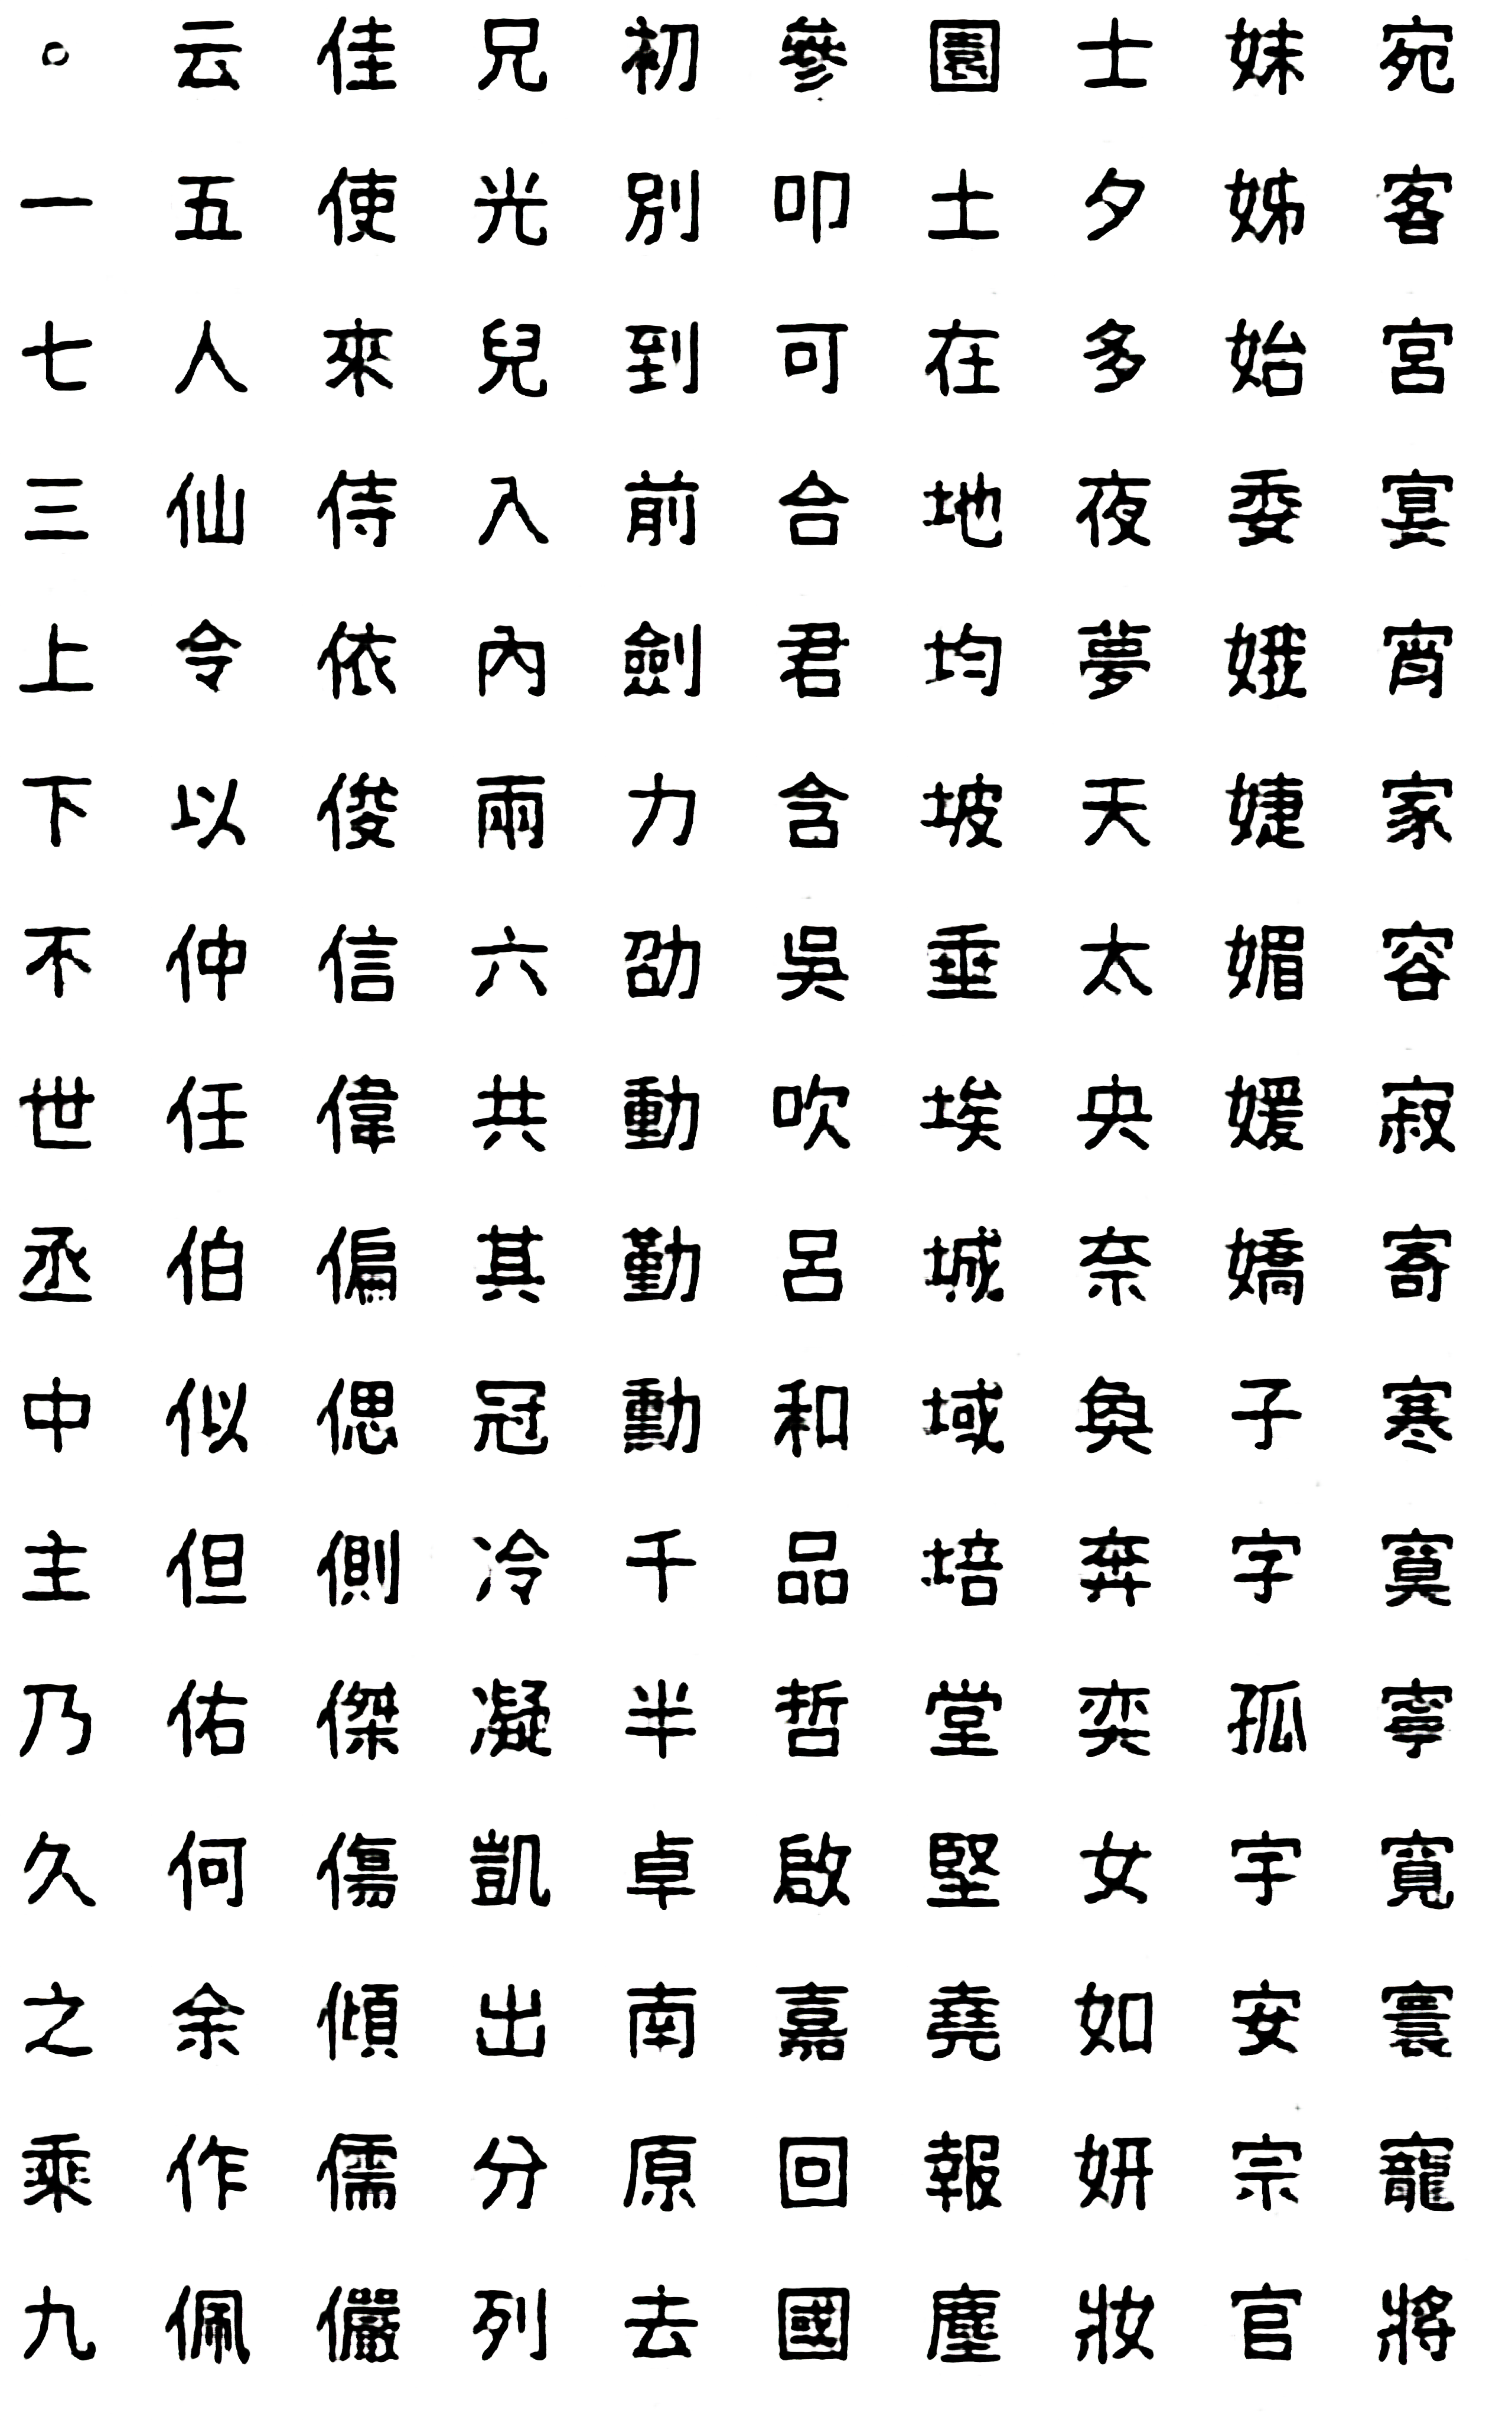 。一七三上下不世丞中主乃久之乘九
云五人仙令以仲任伯似但佑何余作佩
佳使來侍依俊信偉偏偲側傑傷傾儒儼
兄光兒入內兩六共其冠冷凝凱出分列
初別到前劍力劭動勤勳千半卓南原去
參叩可合君含吳吹呂和品哲啟嘉回國
園土在地均坡垂埃城域培堂堅堯報塵
士夕多夜夢天太央奈奐奔奕女如妍妝
妹姊始委娥婕媚媛嬌子字孤宇安宗官
宛客宮宴宵家容寂寄寒寞寧寬寰寵將